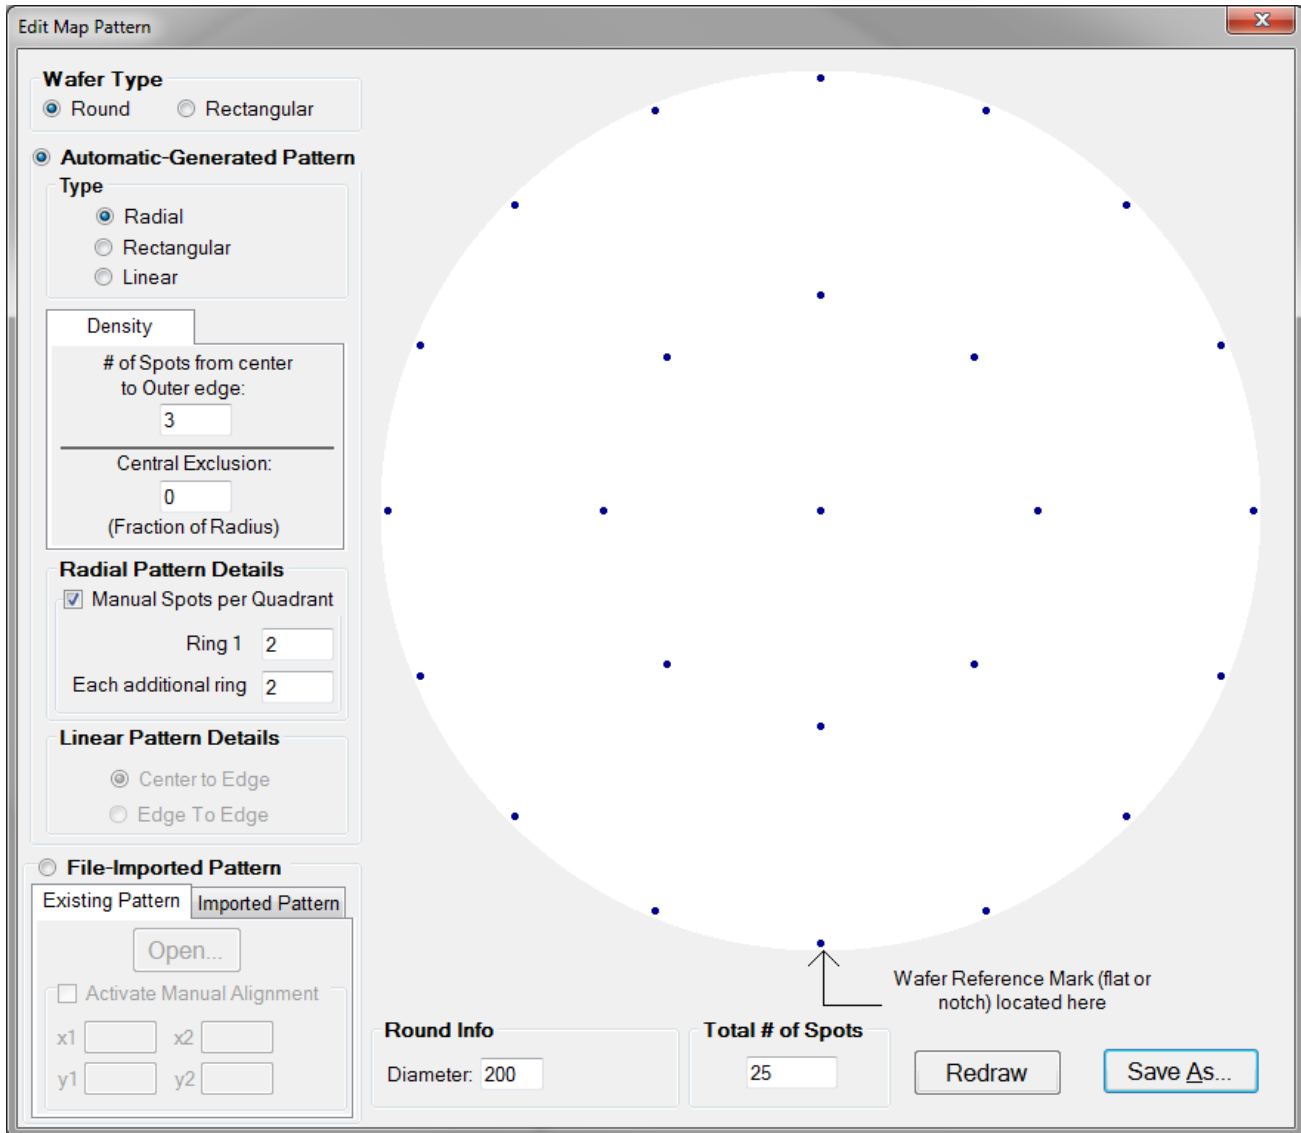 Edit Map Pattern
x
Wafer Type
Round
Rectangular
Automatic-Generated Pattern
Type
Radial
Rectangular
Linear
Density
# of Spots from center
to Outer edge:
3
Central Exclusion:
0
(Fraction of Radius)
Radial Pattern Details
Manual Spots per Quadrant
Ring 1 2
Each additional ring 2
Linear Pattern Details
Center to Edge
Edge To Edge
File-Imported Pattern
Existing Pattern Imported Pattern
Open...
Activate Manual Alignment
x1 x2
y1 y2
Wafer Reference Mark (flat or
notch) located here
Round Info
Diameter: 200
Total # of Spots
25
Redraw
Save As...